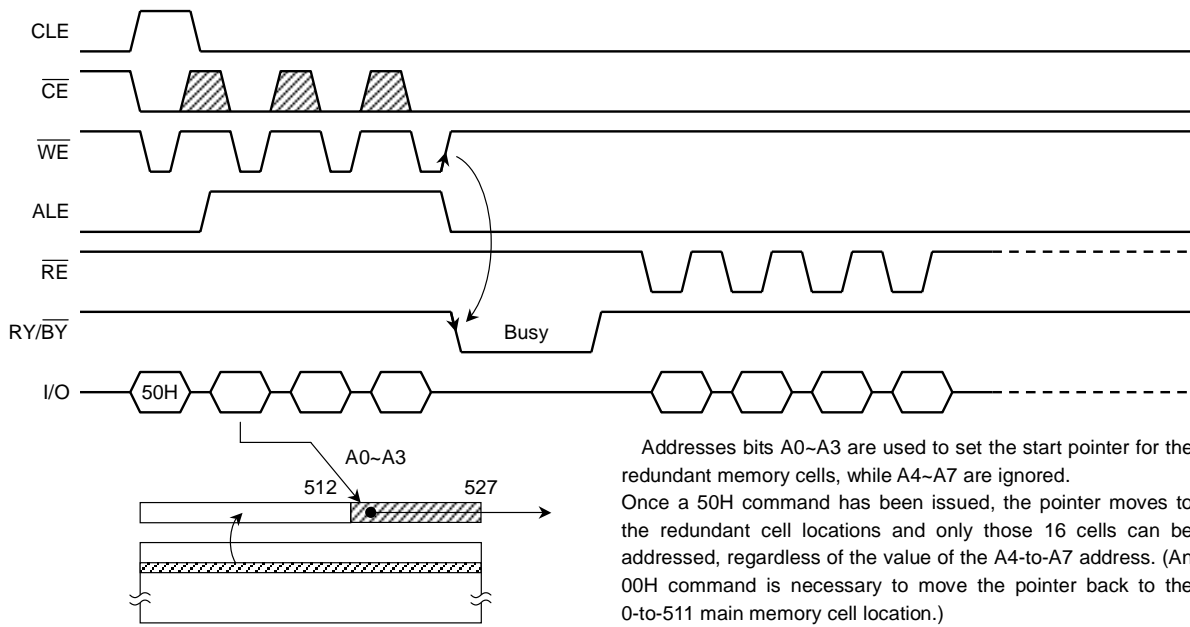 CLE
CE
WE
ALE
RE
RY/BY
Busy
I/O
50H
A0~A3
512
527
Addresses bits A0~A3 are used to set the start pointer for the
redundant memory cells, while A4~A7 are ignored.
Once a 50H command has been issued, the pointer moves to
the redundant cell locations and only those 16 cells can be
addressed, regardless of the value of the A4-to-A7 address. (An
00H command is necessary to move the pointer back to the
0-to-511 main memory cell location.)